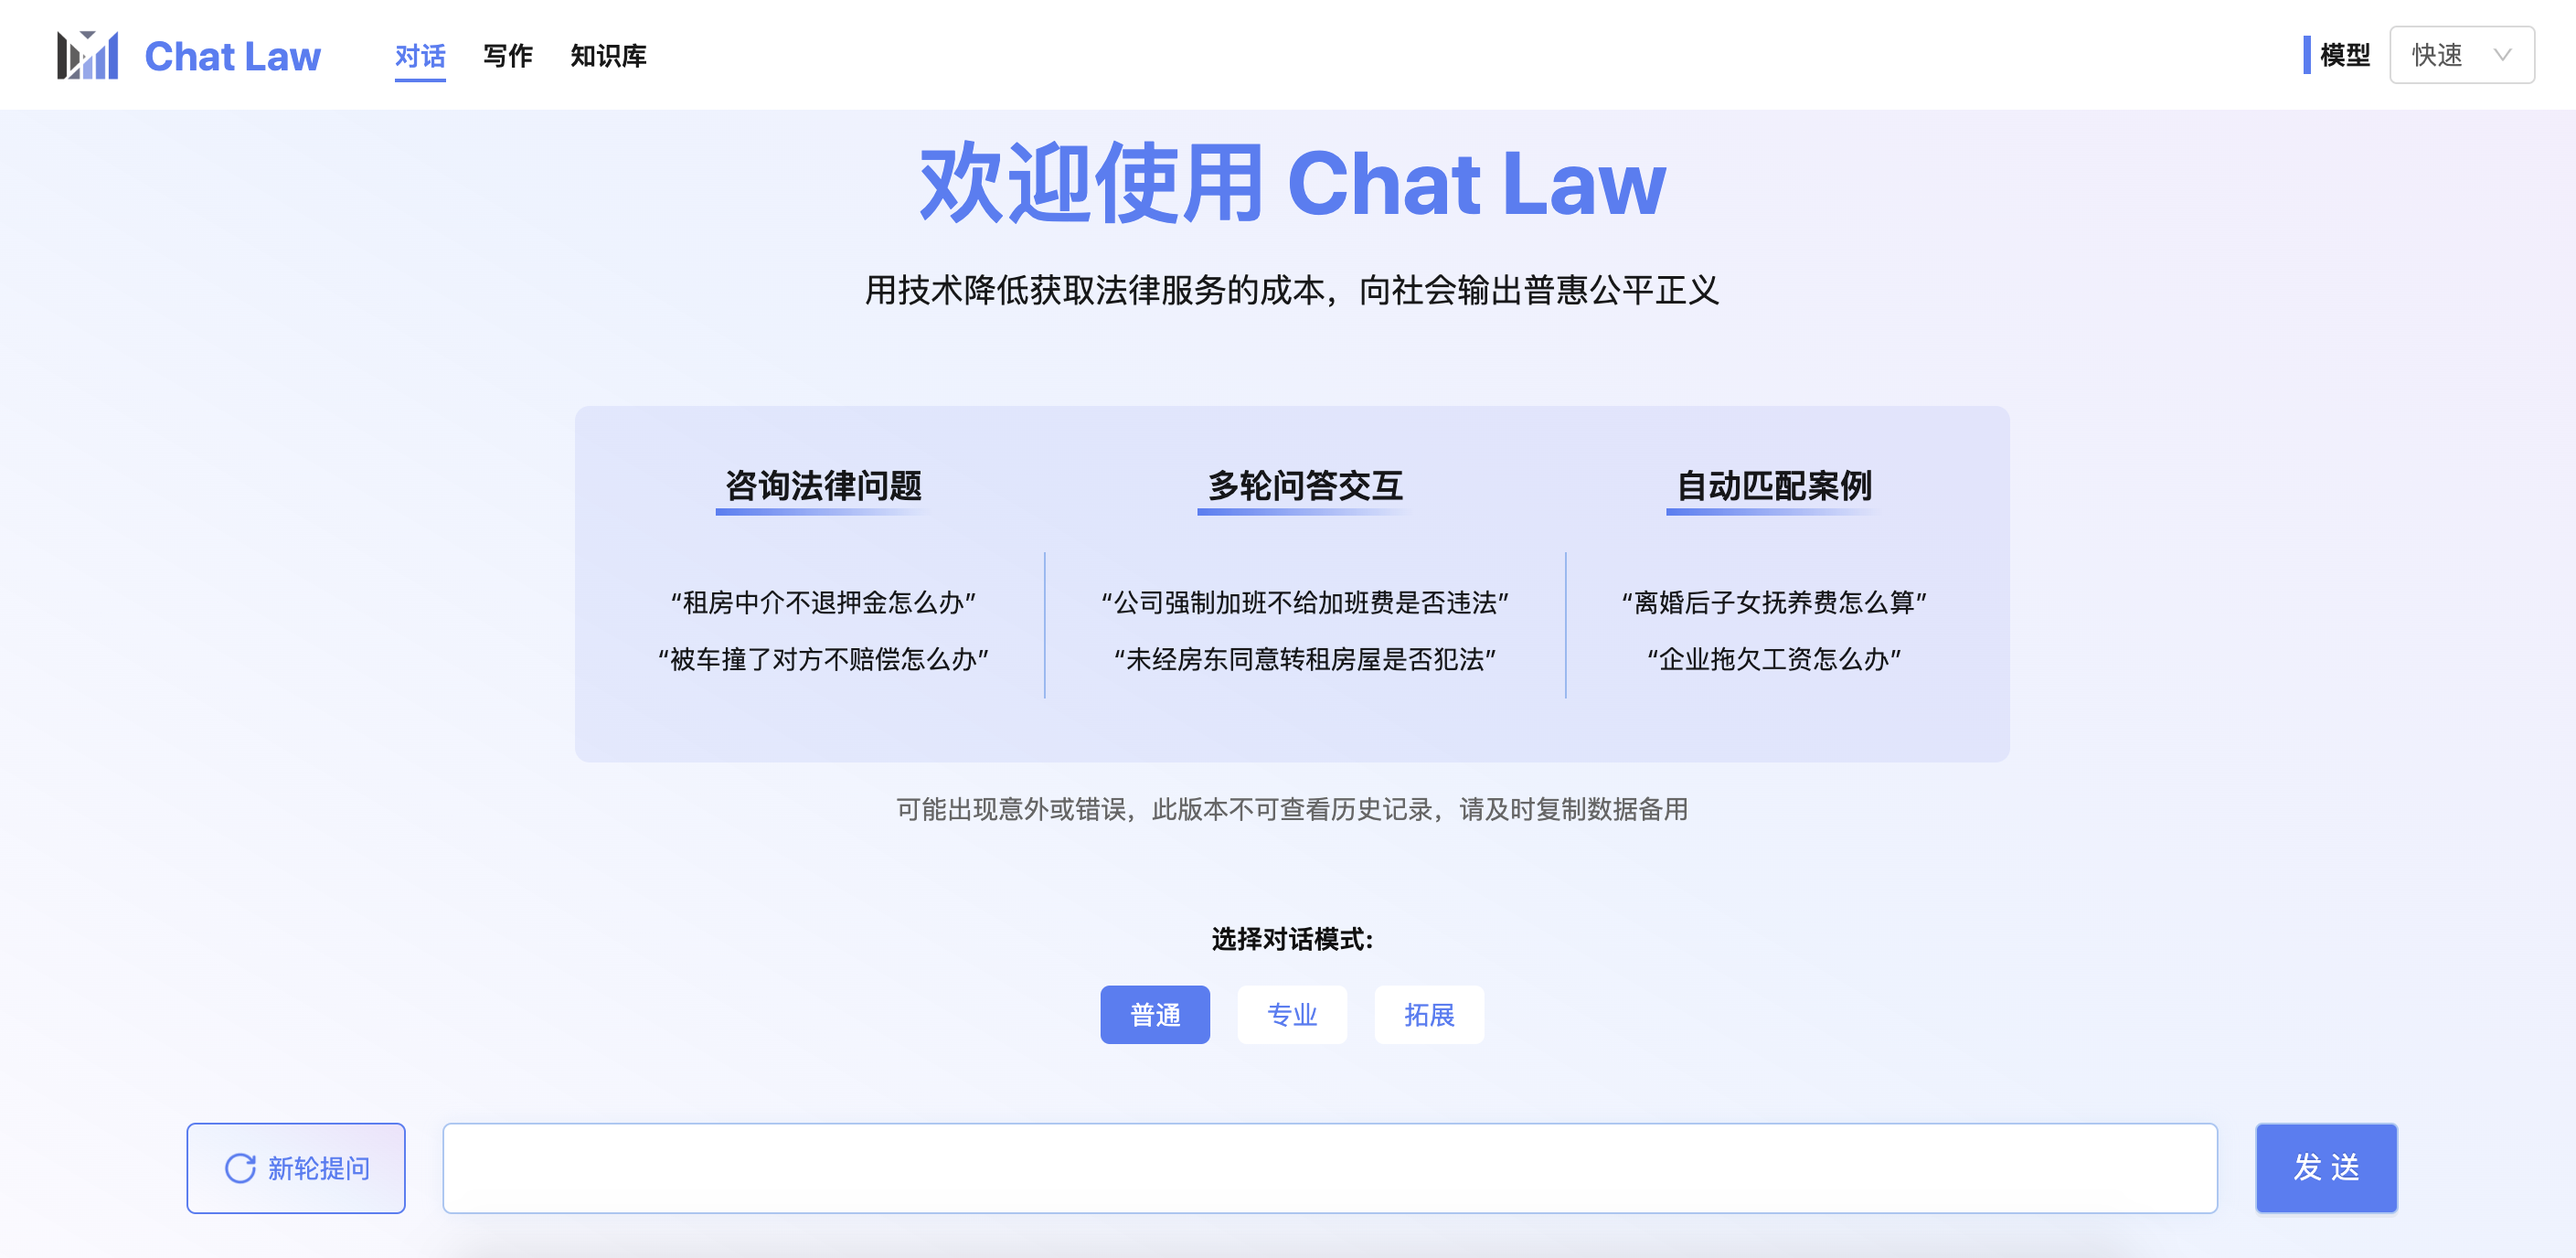 Chat Law
对话 写作 知识库
模型 快速
欢迎使用 Chat Law
用技术降低获取法律服务的成本，向社会输出普惠公平正义
咨询法律问题
“租房中介不退押金怎么办”
“被车撞了对方不赔偿怎么办”
多轮问答交互
“公司强制加班不给加班费是否违法”
“未经房东同意转租房屋是否犯法”
自动匹配案例
“离婚后子女抚养费怎么算”
“企业拖欠工资怎么办”
可能出现意外或错误，此版本不可查看历史记录，请及时复制数据备用
选择对话模式:
普通 专业 拓展
新轮提问
发 送